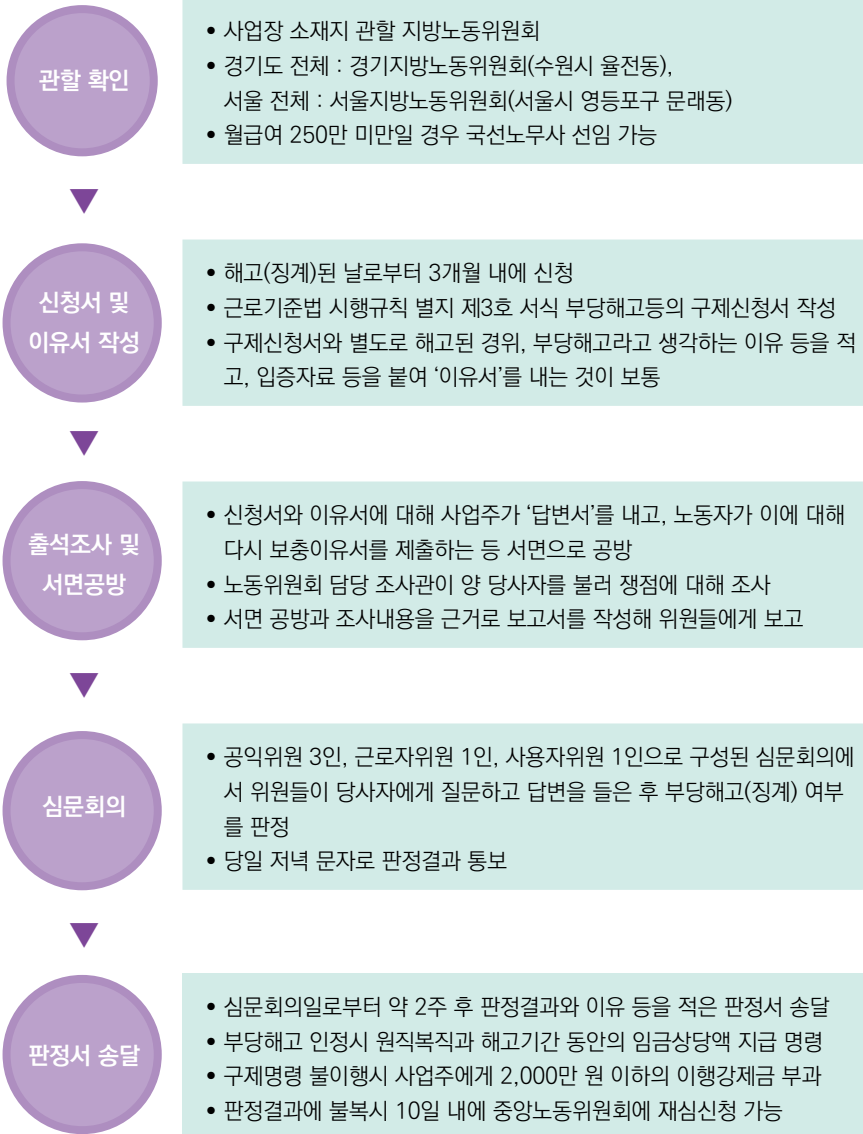 관할 확인
• 사업장 소재지 관할 지방노동위원회
• 경기도 전체 : 경기지방노동위원회(수원시 율전동),
서울 전체 : 서울지방노동위원회(서울시 영등포구 문래동)
• 월급여 250만 미만일 경우 국선노무사 선임 가능
신청서 및
이유서 작성
• 해고(징계)된 날로부터 3개월 내에 신청
• 근로기준법 시행규칙 별지 제3호 서식 부당해고등의 구제신청서 작성
• 구제신청서와 별도로 해고된 경위, 부당해고라고 생각하는 이유 등을 적
고, 입증자료 등을 붙여 ‘이유서’를 내는 것이 보통
출석조사 및
서면공방
• 신청서와 이유서에 대해 사업주가 ‘답변서’를 내고, 노동자가 이에 대해
다시 보충이유서를 제출하는 등 서면으로 공방
• 노동위원회 담당 조사관이 양 당사자를 불러 쟁점에 대해 조사
• 서면 공방과 조사내용을 근거로 보고서를 작성해 위원들에게 보고
심문회의
• 공익위원 3인, 근로자위원 1인, 사용자위원 1인으로 구성된 심문회의에
서 위원들이 당사자에게 질문하고 답변을 들은 후 부당해고(징계) 여부
를 판정
• 당일 저녁 문자로 판정결과 통보
판정서 송달
• 심문회의일로부터 약 2주 후 판정결과와 이유 등을 적은 판정서 송달
• 부당해고 인정시 원직복직과 해고기간 동안의 임금상당액 지급 명령
• 구제명령 불이행시 사업주에게 2,000만 원 이하의 이행강제금 부과
• 판정결과에 불복시 10일 내에 중앙노동위원회에 재심신청 가능